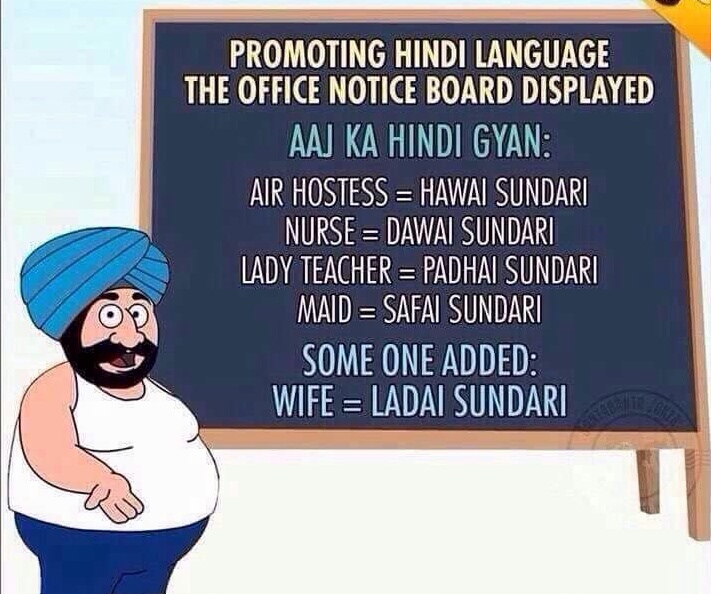 PROMOTING HINDI LANGUAGE
THE OFFICE NOTICE BOARD DISPLAYED
AAJ KA HINDI GYAN:
AIR HOSTESS = HAWAI SUNDARI
NURSE = DAWAI SUNDARI
LADY TEACHER = PADHAI SUNDARI
MAID = SAFAI SUNDARI
SOME ONE ADDED:
WIFE = LADAI SUNDARI